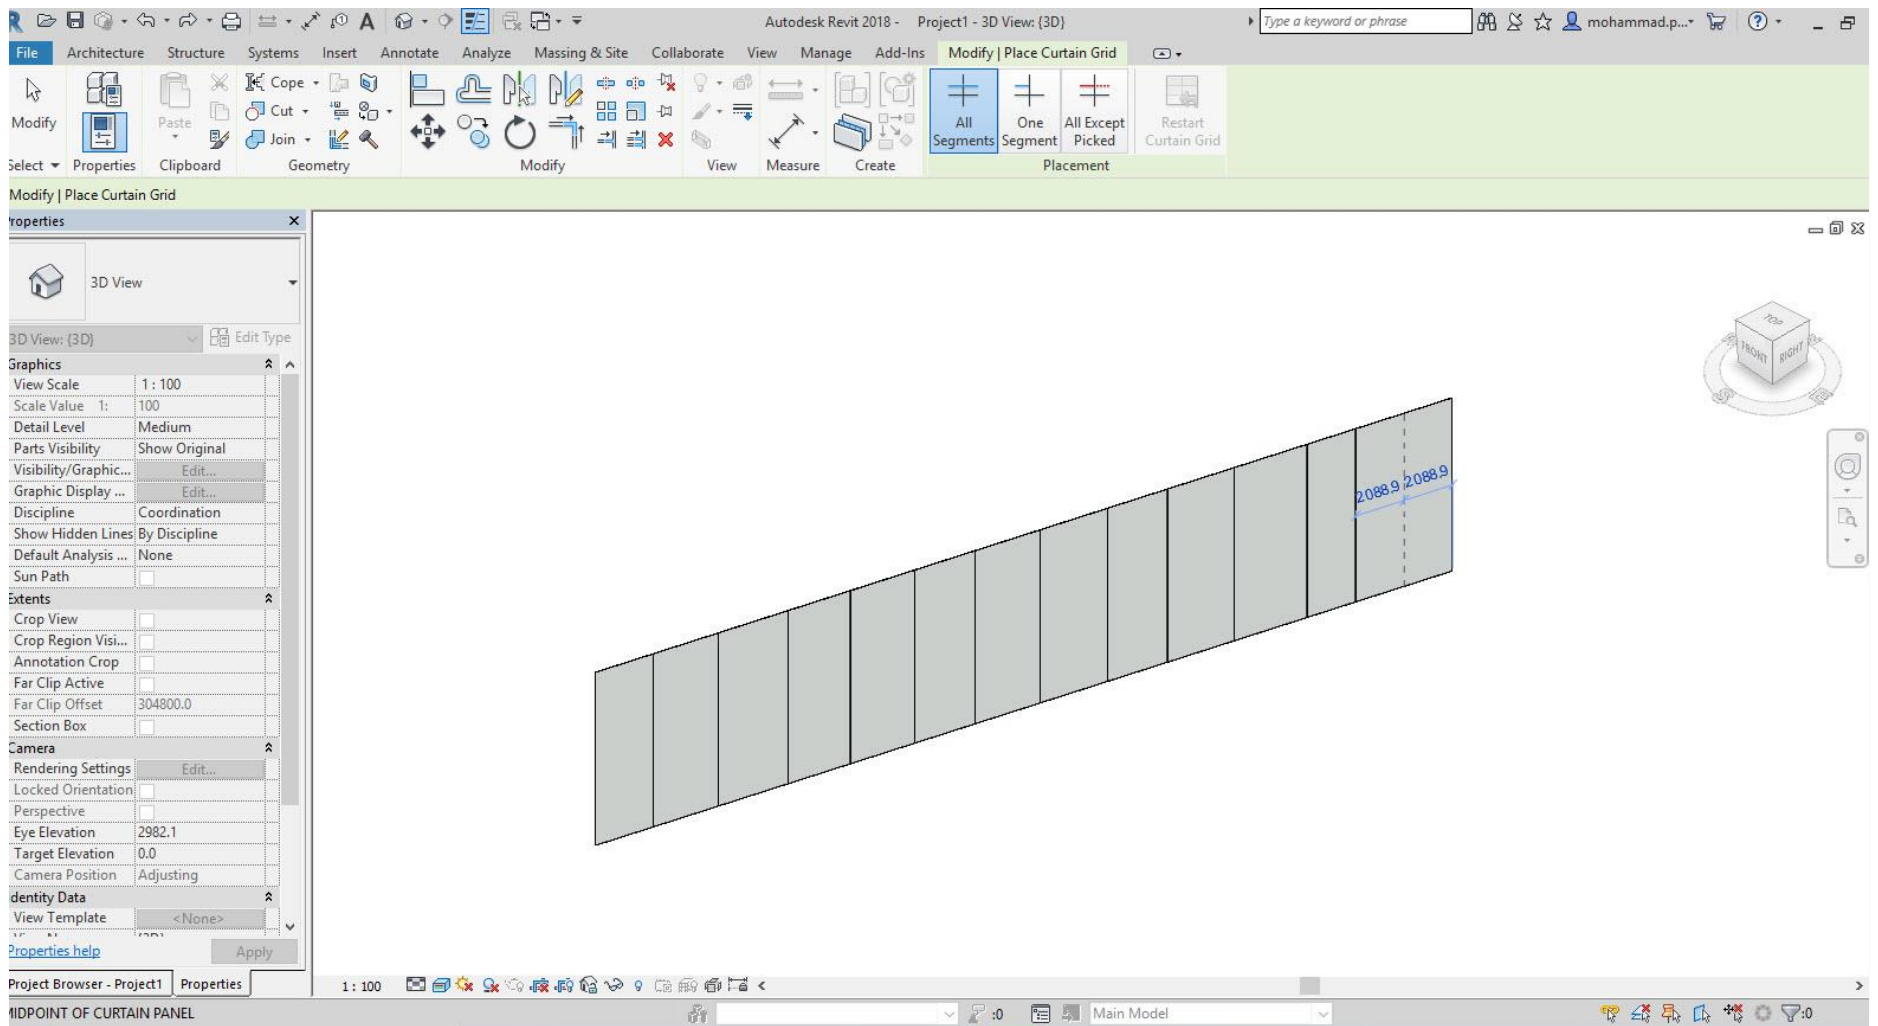 Autodesk Revit 2018 - Project1 - 3D View: {3D}
Type a keyword or phrase
mohammad.p...
File Architecture Structure Systems Insert Annotate Analyze Massing & Site Collaborate View Manage Add-Ins Modify | Place Curtain Grid
Modify
Paste
Cope
Cut
Join
All Segments
One Segment
All Except Picked
Restart Curtain Grid
Select Properties Clipboard Geometry Modify View Measure Create Placement
Modify | Place Curtain Grid
roperties
3D View
3D View: {3D} Edit Type
Graphics
View Scale 1 : 100
Scale Value 1: 100
Detail Level Medium
Parts Visibility Show Original
Visibility/Graphic... Edit...
Graphic Display ... Edit...
Discipline Coordination
Show Hidden Lines By Discipline
Default Analysis ... None
Sun Path
Extents
Crop View
Crop Region Visi...
Annotation Crop
Far Clip Active
Far Clip Offset 304800.0
Section Box
Camera
Rendering Settings Edit...
Locked Orientation
Perspective
Eye Elevation 2982.1
Target Elevation 0.0
Camera Position Adjusting
Identity Data
View Template <None>
Properties help Apply
Project Browser - Project1 Properties
TOP
FRONT
RIGHT
2088.9 2088.9
1 : 100
MIDPOINT OF CURTAIN PANEL
:0
Main Model
:0